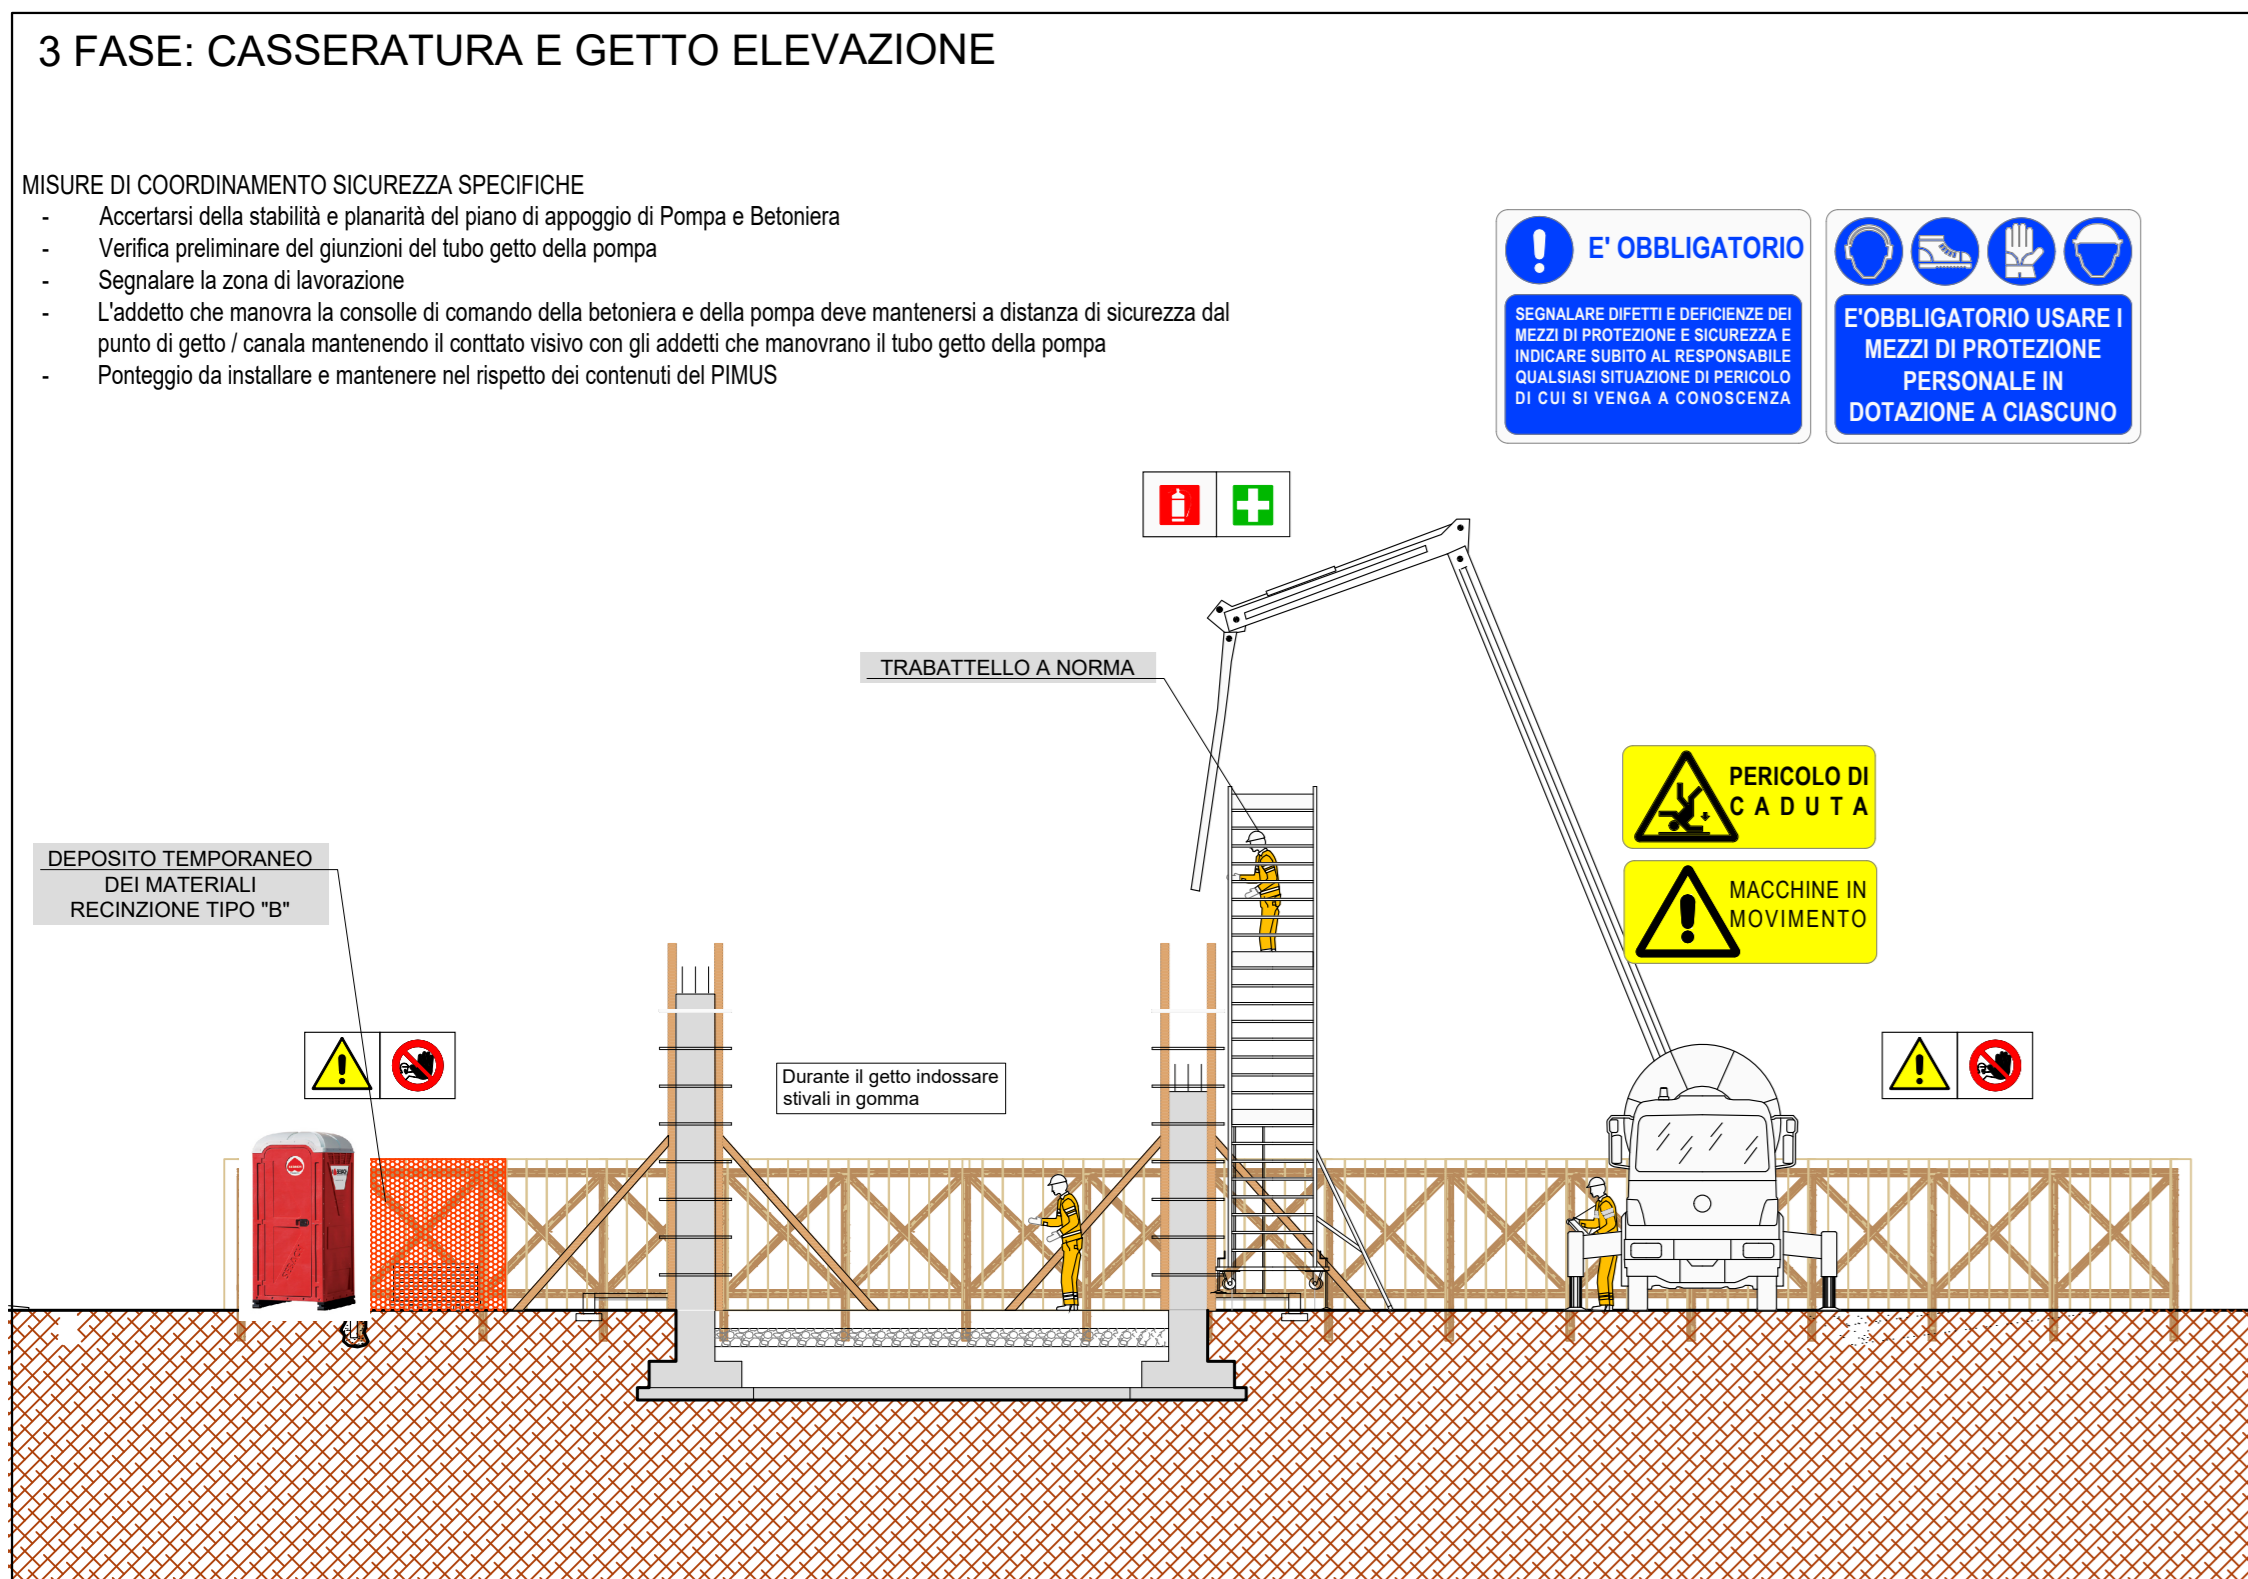 3 FASE: CASSERATURA E GETTO ELEVAZIONE
MISURE DI COORDINAMENTO SICUREZZA SPECIFICHE
- Accertarsi della stabilità e planarità del piano di appoggio di Pompa e Betoniera
- Verifica preliminare del giunzioni del tubo getto della pompa
- Segnalare la zona di lavorazione
- L'addetto che manovra la consolle di comando della betoniera e della pompa deve mantenersi a distanza di sicurezza dal
punto di getto / canala mantenendo il conttato visivo con gli addetti che manovrano il tubo getto della pompa
- Ponteggio da installare e mantenere nel rispetto dei contenuti del PIMUS
E' OBBLIGATORIO
SEGNALARE DIFETTI E DEFICIENZE DEI
MEZZI DI PROTEZIONE E SICUREZZA E
INDICARE SUBITO AL RESPONSABILE
QUALSIASI SITUAZIONE DI PERICOLO
DI CUI SI VENGA A CONOSCENZA
E'OBBLIGATORIO USARE I
MEZZI DI PROTEZIONE
PERSONALE IN
DOTAZIONE A CIASCUNO
TRABATTELLO A NORMA
PERICOLO DI
CADUTA
MACCHINE IN
MOVIMENTO
DEPOSITO TEMPORANEO
DEI MATERIALI
RECINZIONE TIPO "B"
Durante il getto indossare
stivali in gomma